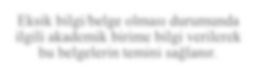 Eksik bilgi/belge olması durumunda
ilgili akademik birime bilgi verilerek
bu belgelerin temini sağlanır.